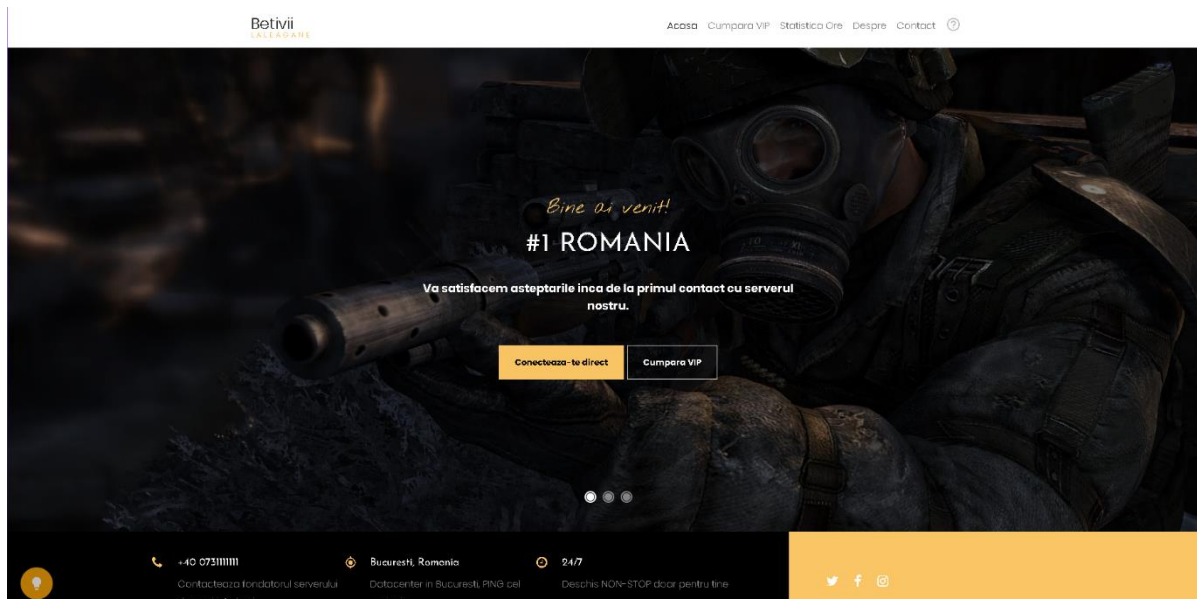 Betivii
LALEAGANE
Acasa Cumpara VIP Statistica Ore Despre Contact
Bine ai venit!
#1 ROMANIA
Va satisfacem asteptarile inca de la primul contact cu serverul
nostru.
Conecteaza-te direct
Cumpara VIP
+40 0731111111
Contacteaza fondatorul serverului
Bucuresti, Romania
Datacenter in Bucuresti, PING cel
24/7
Deschis NON-STOP doar pentru tine